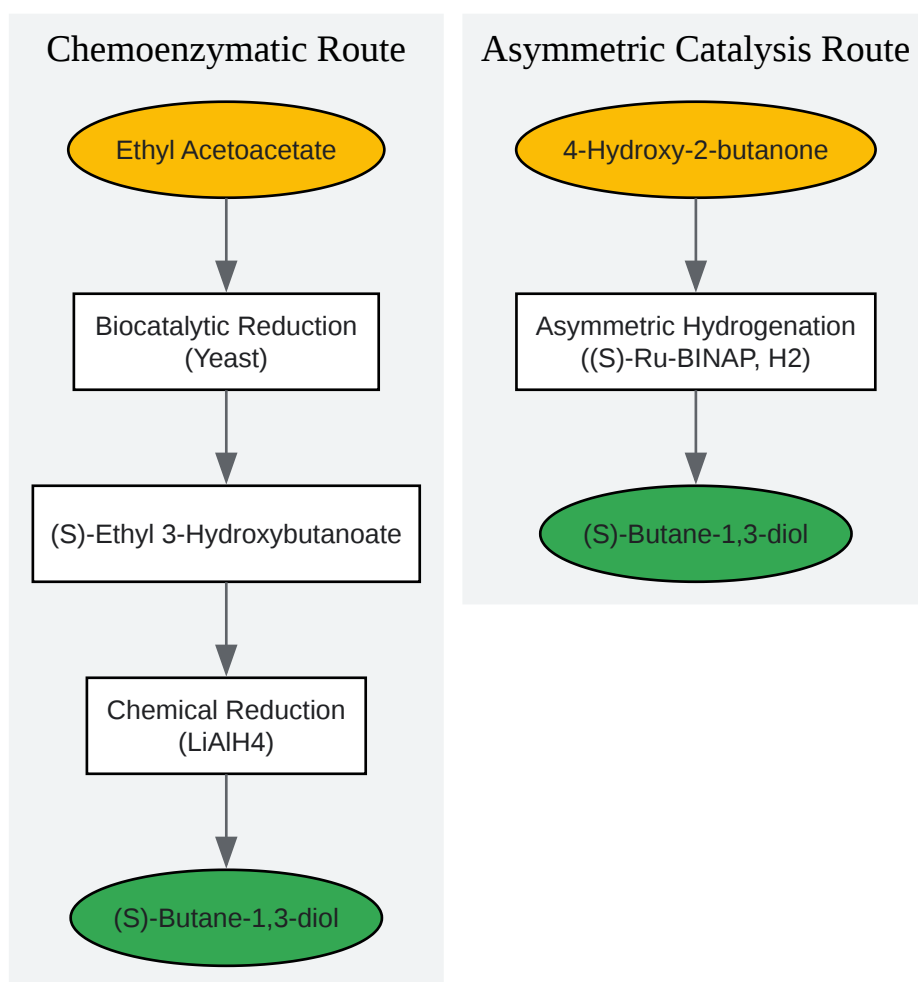 Chemoenzymatic Route
Ethyl Acetoacetate
Biocatalytic Reduction
(Yeast)
(S)-Ethyl 3-Hydroxybutanoate
Chemical Reduction
(LiAlH4)
(S)-Butane-1,3-diol
Asymmetric Catalysis Route
4-Hydroxy-2-butanone
Asymmetric Hydrogenation
((S)-Ru-BINAP, H2)
(S)-Butane-1,3-diol